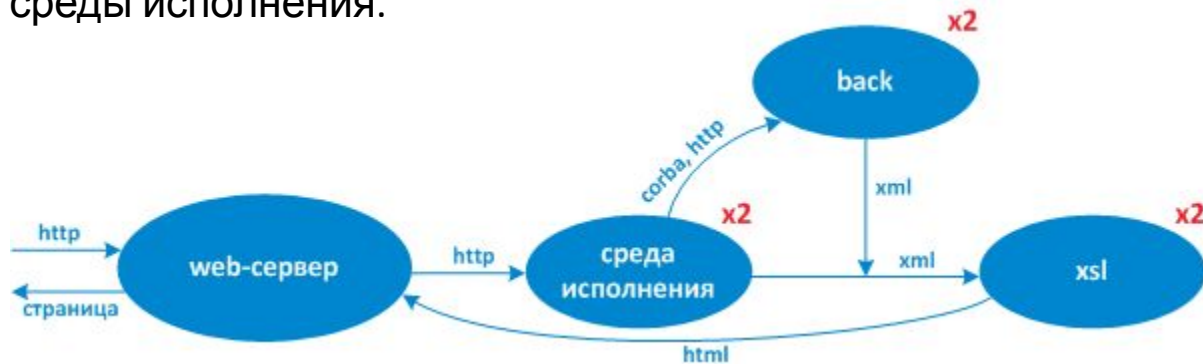 среды исполнения.
x2
back
corba, http
xml
x2
x2
http
web-сервер
http
среда
исполнения
xml
xsl
страница
html